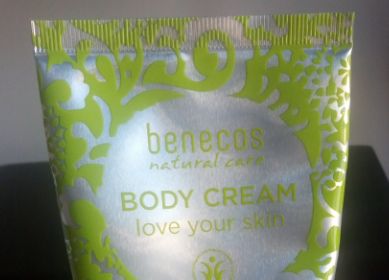 benecos
natural care
BODY CREAM
love your skin